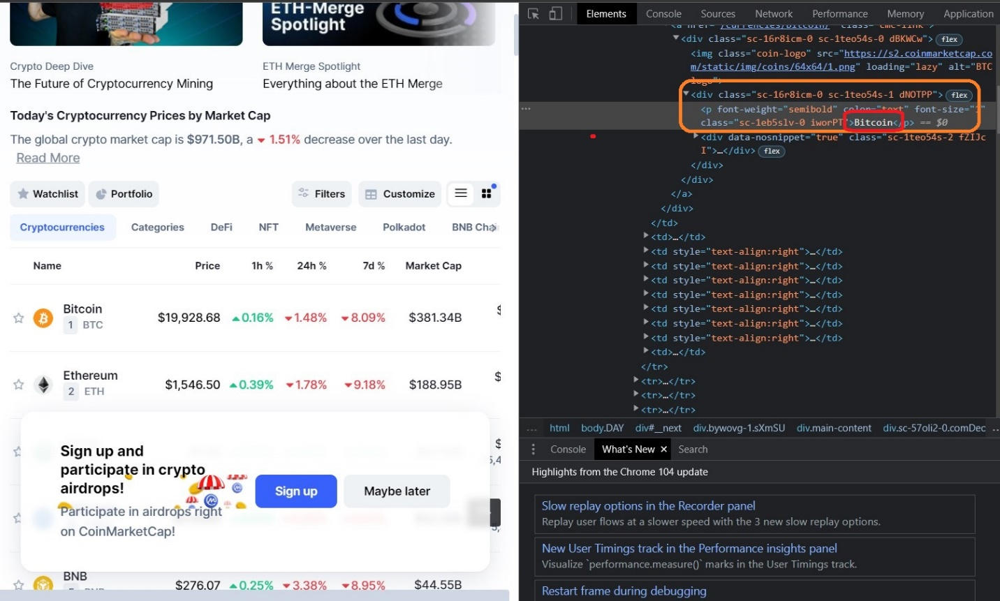 ETH-Merge
Spotlight
Crypto Deep Dive
The Future of Cryptocurrency Mining
ETH Merge Spotlight
Everything about the ETH Merge
Today's Cryptocurrency Prices by Market Cap
The global crypto market cap is $971.50B, a 1.51% decrease over the last day.
Read More
Watchlist Portfolio Filters Customize
Cryptocurrencies Categories DeFi NFT Metaverse Polkadot BNB Chai
Name Price 1h % 24h % 7d % Market Cap
Bitcoin
1 BTC
$19,928.68 0.16% 1.48% 8.09% $381.34B $
Ethereum
2 ETH
$1,546.50 0.39% 1.78% 9.18% $188.95B $
$
5,4
Sign up and
participate in crypto
airdrops!
Participate in airdrops right
on CoinMarketCap!
Sign up
Maybe later
5,
BNB
$276.07 0.25% 3.38% 8.95% $44.55B
Elements Console Sources Network Performance Memory Application
<a href="/currencies/bitcoin/" class="cmc-link">
<div class="sc-16r8icm-0 sc-1teo54s-0 dBKWCw"> flex
<img class="coin-logo" src="https://s2.coinmarketcap.co
m/static/img/coins/64x64/1.png" loading="lazy" alt="BTC
logo">
<div class="sc-16r8icm-0 sc-1teo54s-1 dNOTPP"> flex
<p font-weight="semibold" color="text" font-size="1"
class="sc-1eb5slv-0 iworPT">Bitcoin</p> == $0
<div data-nosnippet="true" class="sc-1teo54s-2 fZIJc
I">…</div> flex
</div>
</div>
</a>
</div>
</td>
<td>…</td>
<td style="text-align:right">…</td>
<td style="text-align:right">…</td>
<td style="text-align:right">…</td>
<td style="text-align:right">…</td>
<td style="text-align:right">…</td>
<td style="text-align:right">…</td>
<td style="text-align:right">…</td>
<td>…</td>
</tr>
<tr>…</tr>
<tr>…</tr>
<tr>…</tr>
... html body.DAY div#__next div.bywovg-1.sXmSU div.main-content div.sc-57oli2-0.comDeo ...
Console What's New × Search
Highlights from the Chrome 104 update
Slow replay options in the Recorder panel
Replay user flows at a slower speed with the 3 new slow replay options.
New User Timings track in the Performance insights panel
Visualize `performance.measure()` marks in the User Timings track.
Restart frame during debugging